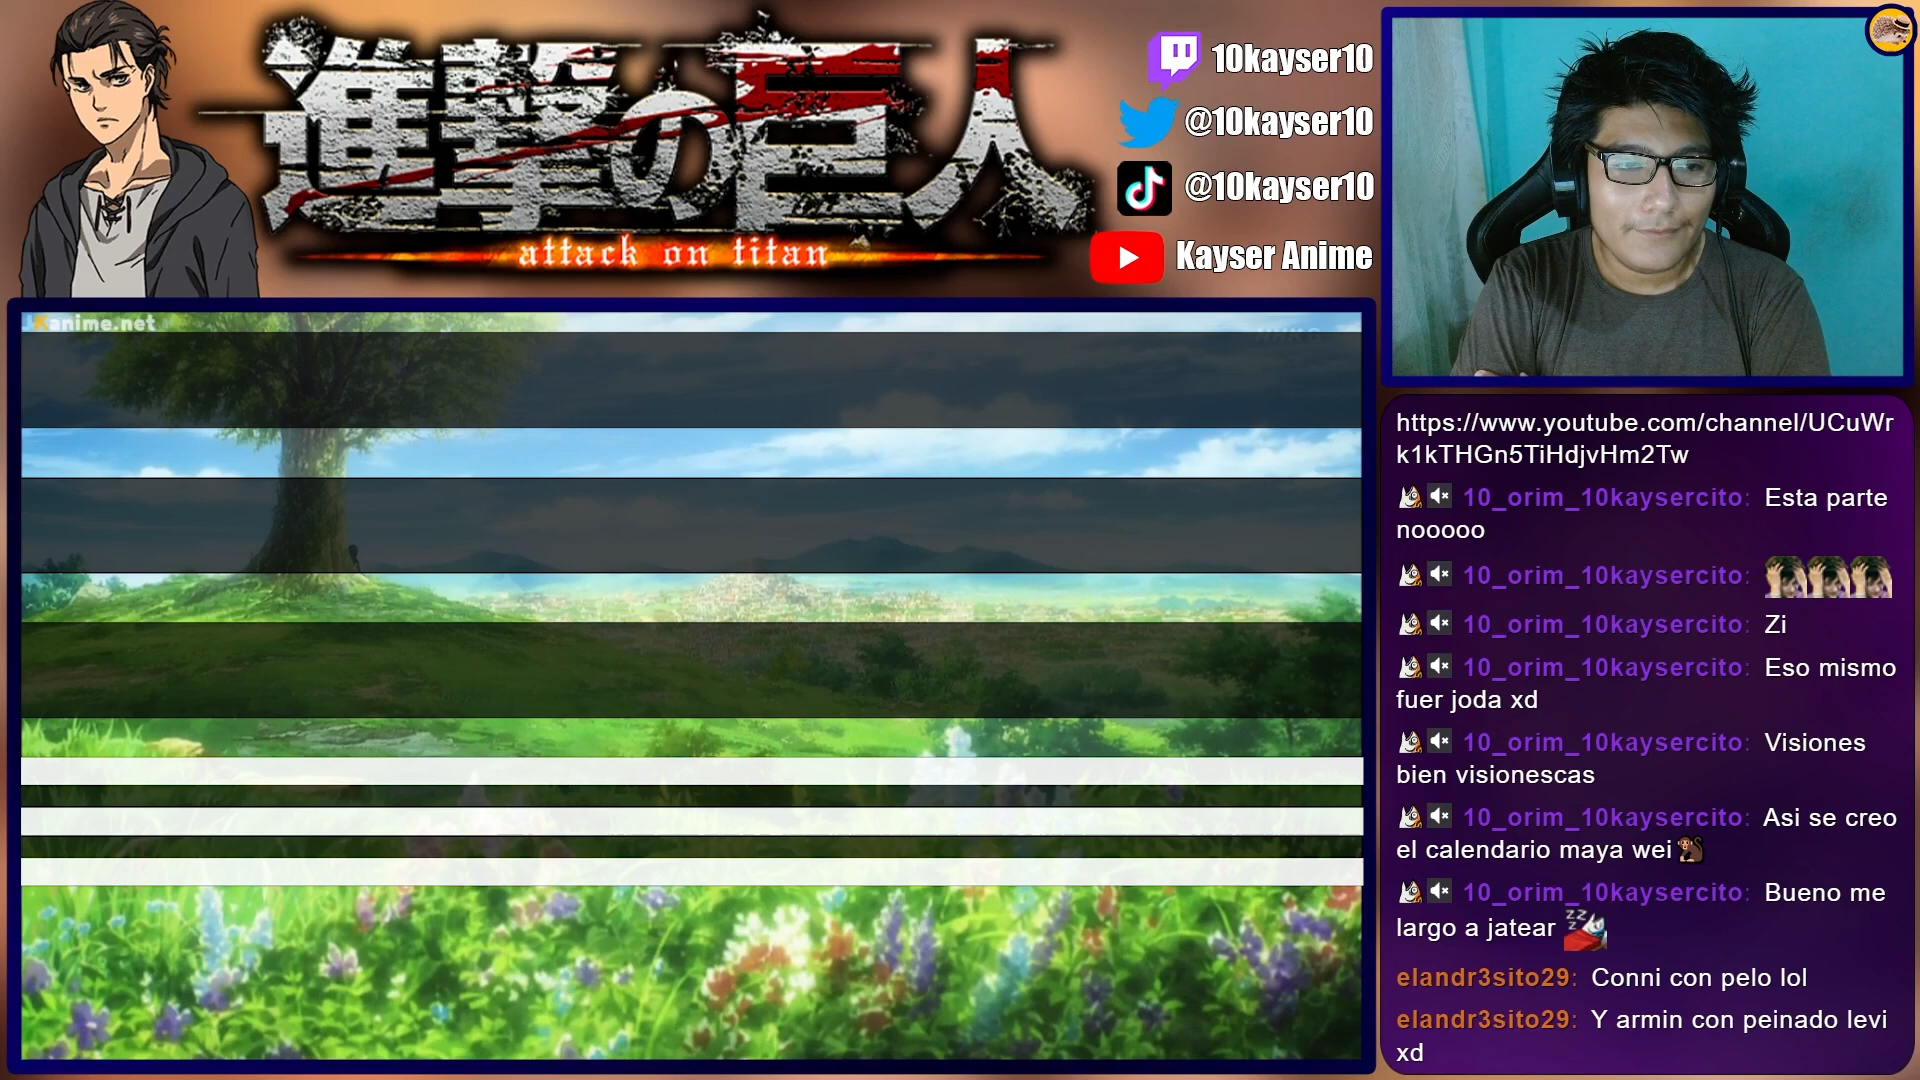 進撃の巨人
attack on titan
10kayser10
@10kayser10
@10kayser10
Kayser Anime
JKanime.net
https://www.youtube.com/channel/UCuWr
k1kTHGn5TiHdjvHm2Tw
10_orim_10kaysercito: Esta parte
nooooo
10_orim_10kaysercito:
10_orim_10kaysercito: Zi
10_orim_10kaysercito: Eso mismo
fuer joda xd
10_orim_10kaysercito: Visiones
bien visionescas
10_orim_10kaysercito: Asi se creo
el calendario maya wei
10_orim_10kaysercito: Bueno me
largo a jatear
elandr3sito29: Conni con pelo lol
elandr3sito29: Y armin con peinado levi
xd